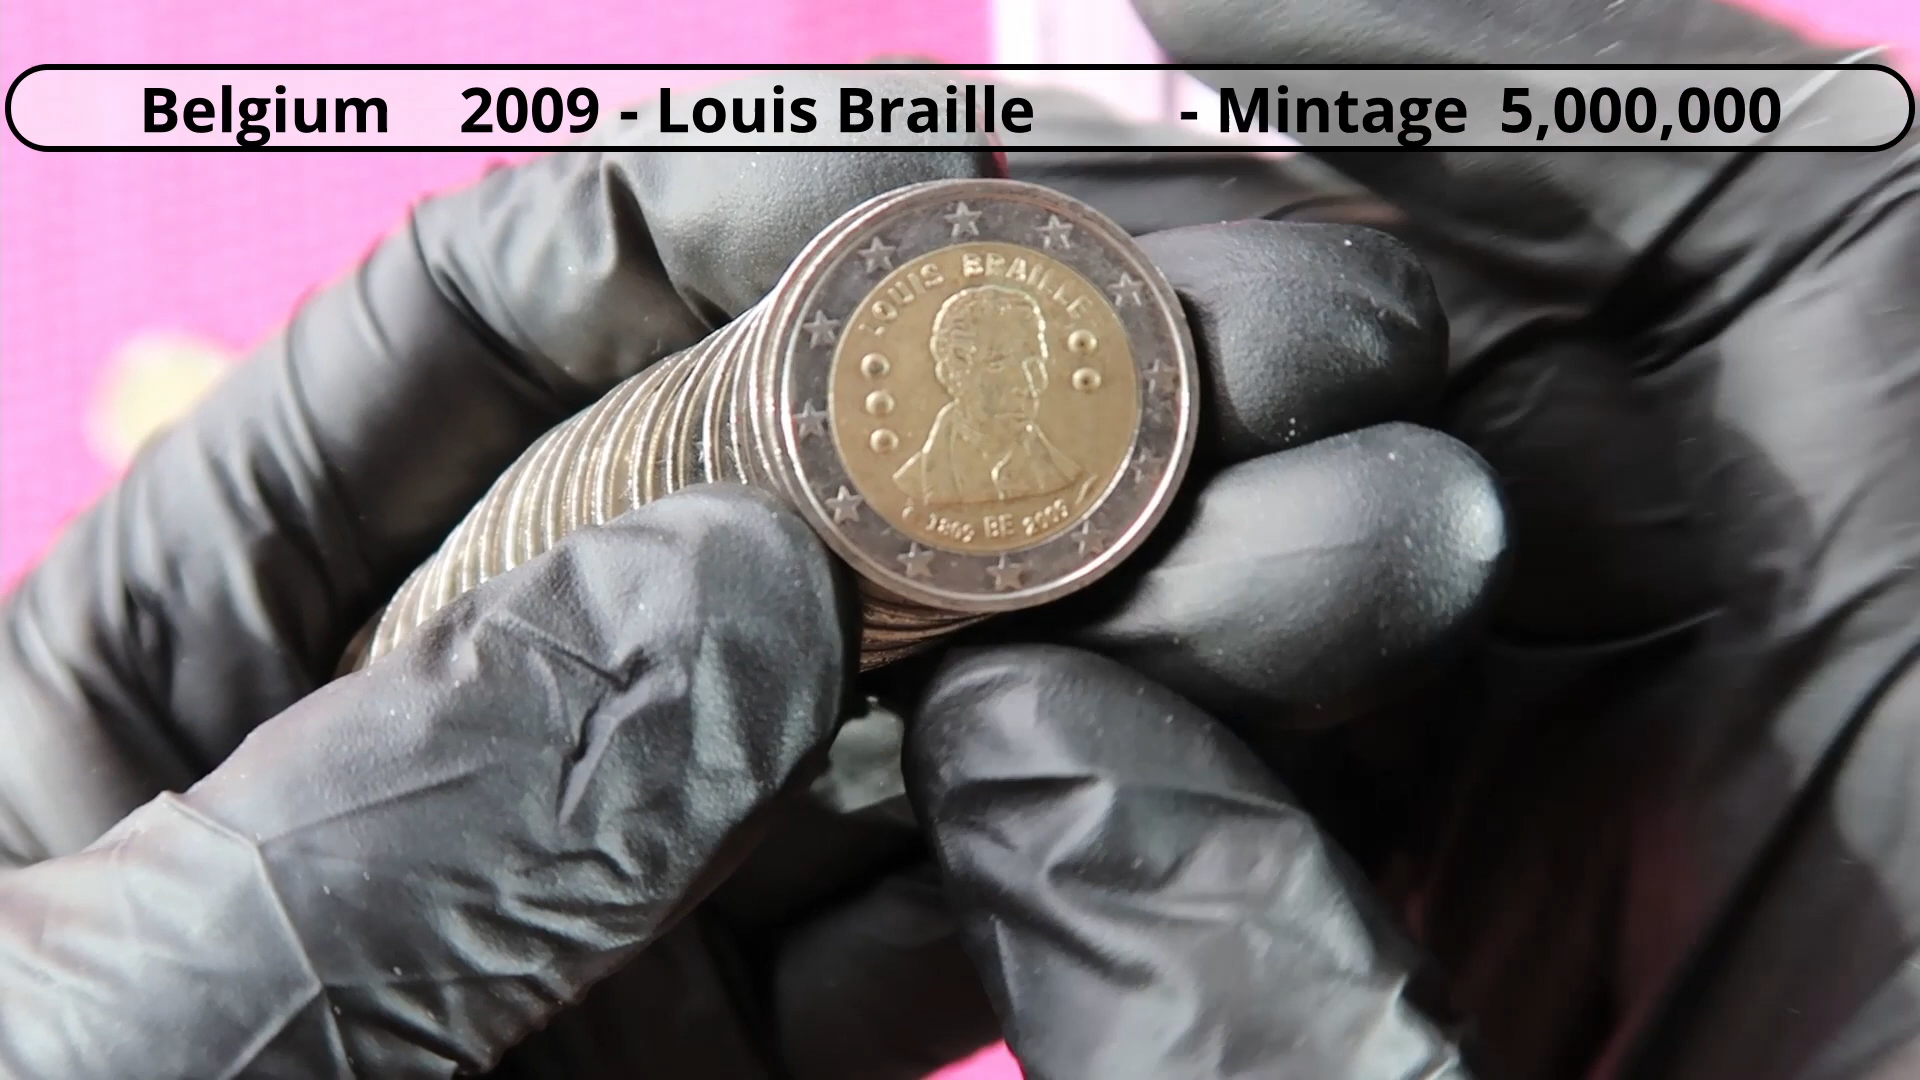 Belgium 2009 - Louis Braille - Mintage 5,000,000
LOUIS BRAILLE
1809 BE 2009